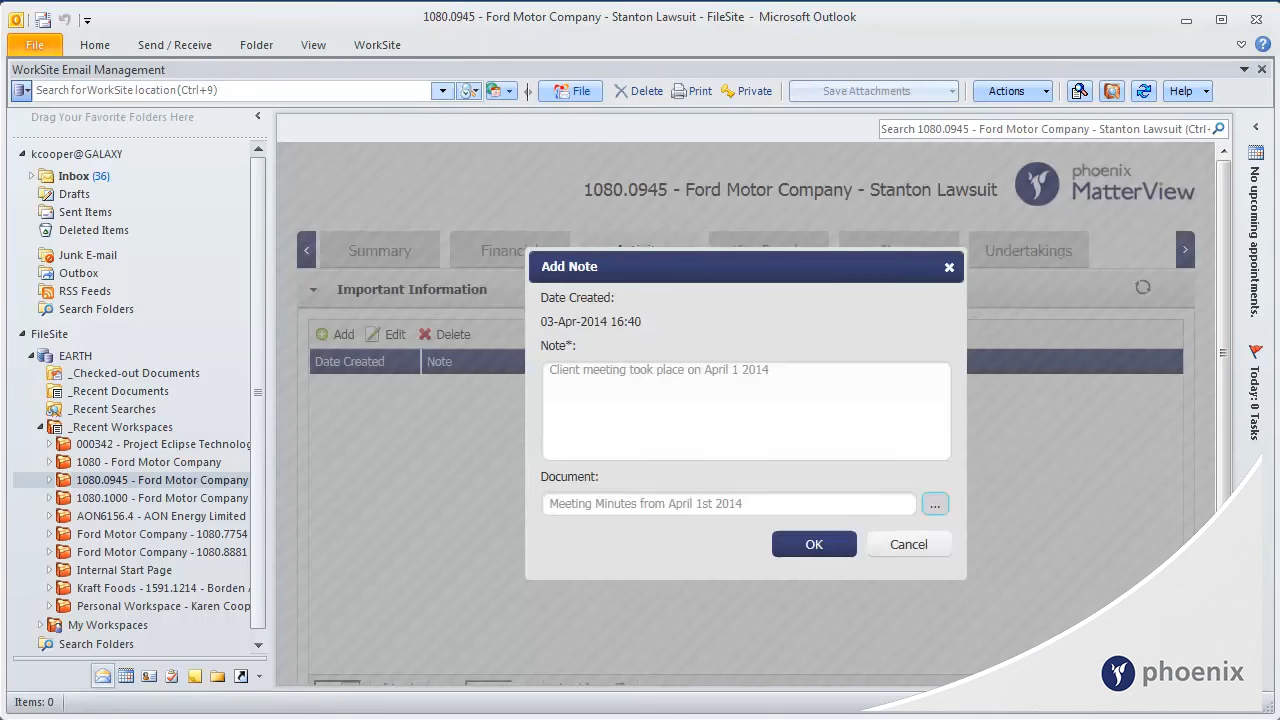 1080.0945 - Ford Motor Company - Stanton Lawsuit - FileSite - Microsoft Outlook
File Home Send / Receive Folder View WorkSite
WorkSite Email Management
Search for WorkSite location (Ctrl+9)
File Delete Print Private Save Attachments Actions Help
Drag Your Favorite Folders Here
Search 1080.0945 - Ford Motor Company - Stanton Lawsuit (Ctrl-
kcooper@GALAXY
Inbox (36)
Drafts
Sent Items
Deleted Items
Junk E-mail
Outbox
RSS Feeds
Search Folders
FileSite
EARTH
_Checked-out Documents
_Recent Documents
_Recent Searches
_Recent Workspaces
000342 - Project Eclipse Technolog
1080 - Ford Motor Company
1080.0945 - Ford Motor Company
1080.1000 - Ford Motor Company
AON6156.4 - AON Energy Limited
Ford Motor Company - 1080.7754
Ford Motor Company - 1080.8881
Internal Start Page
Kraft Foods - 1591.1214 - Borden A
Personal Workspace - Karen Coop
My Workspaces
Search Folders
Items: 0
1080.0945 - Ford Motor Company - Stanton Lawsuit
phoenix
MatterView
Summary Undertakings
Important Information
Add Edit Delete
Date Created Note
Add Note
Date Created:
03-Apr-2014 16:40
Note*:
Client meeting took place on April 1 2014
Document:
Meeting Minutes from April 1st 2014
...
OK Cancel
No upcoming appointments.
Today: 0 Tasks
phoenix